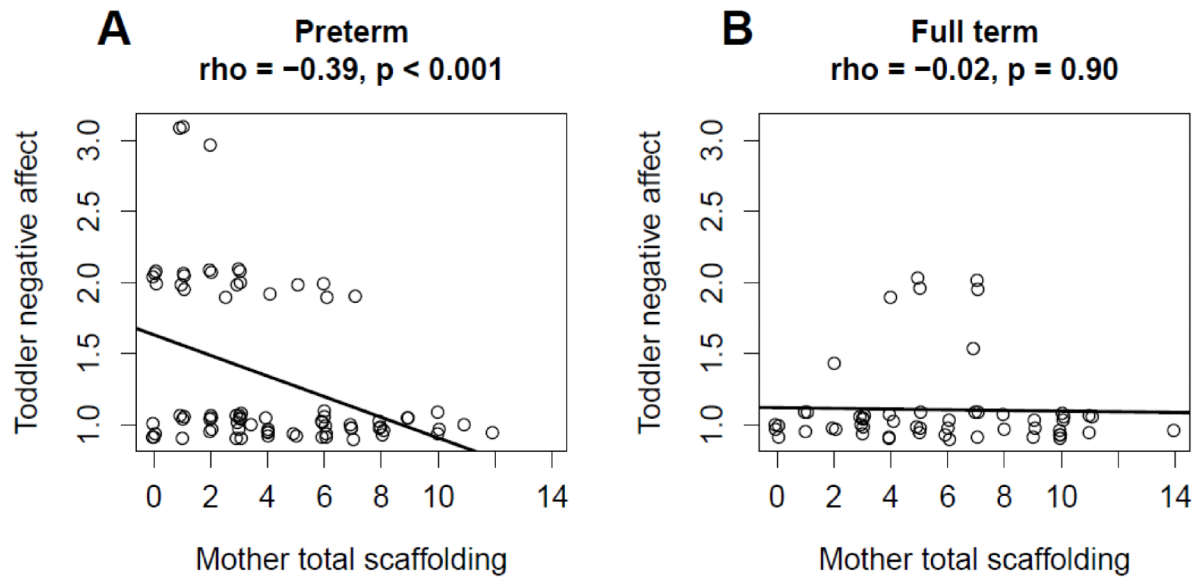 A
Preterm
rho = −0.39, p < 0.001
Toddler negative affect
3.0
2.5
2.0
1.5
1.0
0 2 4 6 8 10 14
Mother total scaffolding
B
Full term
rho = −0.02, p = 0.90
Toddler negative affect
3.0
2.5
2.0
1.5
1.0
0 2 4 6 8 10 14
Mother total scaffolding